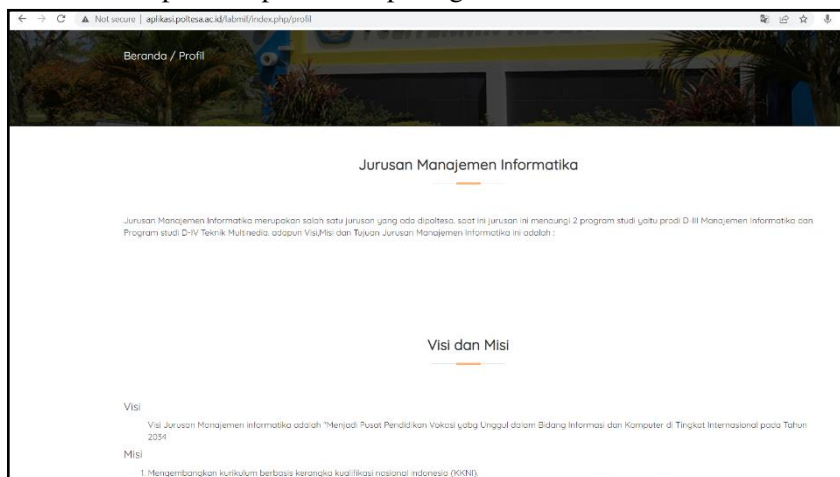 Not secure | aplikasi.poltesa.ac.id/labmif/index.php/profil
Beranda / Profil
Jurusan Manajemen Informatika
Jurusan Manajemen Informatika merupakan salah satu jurusan yang ada dipoltesa. saat ini jurusan ini menaungi 2 program studi yaitu prodi D-III Manajemen Informatika dan
Program studi D-IV Teknik Multimedia. adapun Visi,Misi dan Tujuan Jurusan Manajemen Informatika ini adalah :
Visi dan Misi
Visi
Visi Jurusan Manajemen informatika adalah "Menjadi Pusat Pendidikan Vokasi yabg Unggul dalam Bidang Informasi dan Komputer di Tingkat Internasional pada Tahun
2034
Misi
1. Mengembangkan kurikulum berbasis kerangka kualifikasi nasional indonesia (KKNI).